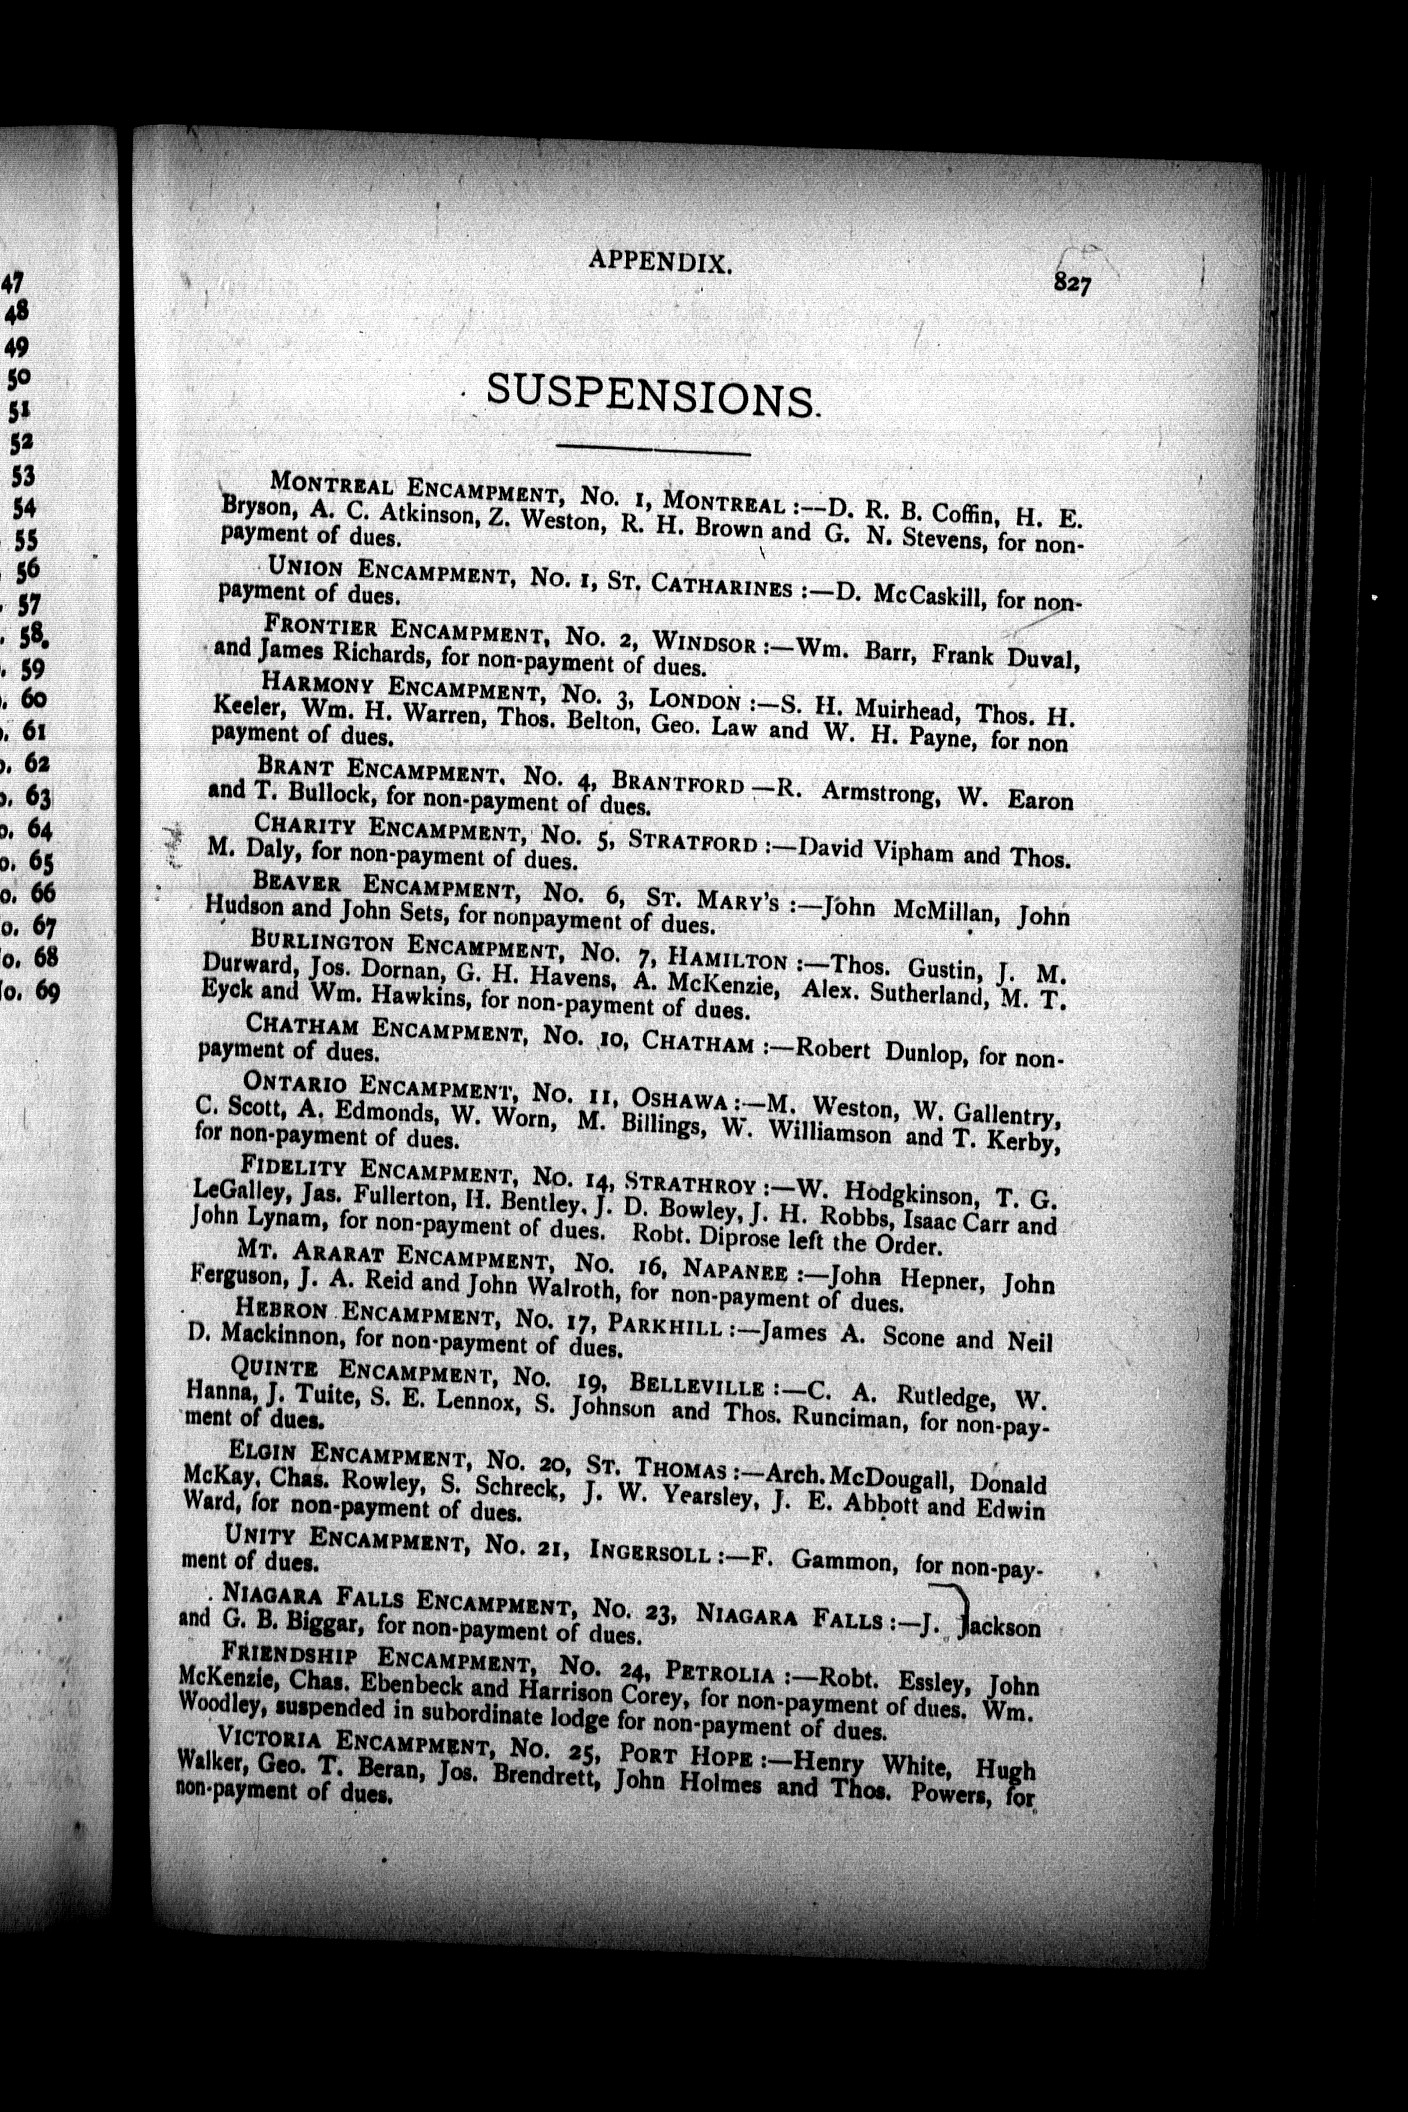 47
48
49
50
51
52
53
54
55
56
. 57
. 58.
. 59
. 60
o. 61
o. 62
o. 63
o. 64
o. 65
o. 66
o. 67
o. 68
o. 69
APPENDIX.
827
SUSPENSIONS.
MONTREAL ENCAMPMENT, NO. 1, MONTREAL :—D. R. B. Coffin, H. E.
Bryson, A. C. Atkinson, Z. Weston, R. H. Brown and G. N. Stevens, for non-
payment of dues.
UNION ENCAMPMENT, NO. 1, ST. CATHARINES :—D. McCaskill, for non-
payment of dues.
FRONTIER ENCAMPMENT, NO. 2, WINDSOR :—Wm. Barr, Frank Duval,
and James Richards, for non-payment of dues.
HARMONY ENCAMPMENT, NO. 3, LONDON :—S. H. Muirhead, Thos. H.
Keeler, Wm. H. Warren, Thos. Belton, Geo. Law and W. H. Payne, for non
payment of dues.
BRANT ENCAMPMENT, NO. 4, BRANTFORD —R. Armstrong, W. Earon
and T. Bullock, for non-payment of dues.
CHARITY ENCAMPMENT, NO. 5, STRATFORD :—David Vipham and Thos.
M. Daly, for non-payment of dues.
BEAVER ENCAMPMENT, NO. 6, ST. MARY'S :—John McMillan, John
Hudson and John Sets, for nonpayment of dues.
BURLINGTON ENCAMPMENT, NO. 7, HAMILTON :—Thos. Gustin, J. M.
Durward, Jos. Dornan, G. H. Havens, A. McKenzie, Alex. Sutherland, M. T.
Eyck and Wm. Hawkins, for non-payment of dues.
CHATHAM ENCAMPMENT, NO. 10, CHATHAM :—Robert Dunlop, for non-
payment of dues.
ONTARIO ENCAMPMENT, NO. 11, OSHAWA :—M. Weston, W. Gallentry,
C. Scott, A. Edmonds, W. Worn, M. Billings, W. Williamson and T. Kerby,
for non-payment of dues.
FIDELITY ENCAMPMENT, NO. 14, STRATHROY :—W. Hodgkinson, T. G.
LeGalley, Jas. Fullerton, H. Bentley, J. D. Bowley, J. H. Robbs, Isaac Carr and
John Lynam, for non-payment of dues. Robt. Diprose left the Order.
MT. ARARAT ENCAMPMENT, NO. 16, NAPANEE :—John Hepner, John
Ferguson, J. A. Reid and John Walroth, for non-payment of dues.
HEBRON ENCAMPMENT, NO. 17, PARKHILL :—James A. Scone and Neil
D. Mackinnon, for non-payment of dues.
QUINTE ENCAMPMENT, NO. 19, BELLEVILLE :—C. A. Rutledge, W.
Hanna, J. Tuite, S. E. Lennox, S. Johnson and Thos. Runciman, for non-pay-
ment of dues.
ELGIN ENCAMPMENT, NO. 20, ST. THOMAS :—Arch. McDougall, Donald
McKay, Chas. Rowley, S. Schreck, J. W. Yearsley, J. E. Abbott and Edwin
Ward, for non-payment of dues.
UNITY ENCAMPMENT, NO. 21, INGERSOLL :—F. Gammon, for non-pay-
ment of dues.
NIAGARA FALLS ENCAMPMENT, NO. 23, NIAGARA FALLS :—J. Jackson
and G. B. Biggar, for non-payment of dues.
FRIENDSHIP ENCAMPMENT, NO. 24, PETROLIA :—Robt. Essley, John
McKenzie, Chas. Ebenbeck and Harrison Corey, for non-payment of dues. Wm.
Woodley, suspended in subordinate lodge for non-payment of dues.
VICTORIA ENCAMPMENT, NO. 25, PORT HOPE :—Henry White, Hugh
Walker, Geo. T. Beran, Jos. Brendrett, John Holmes and Thos. Powers, for
non-payment of dues.